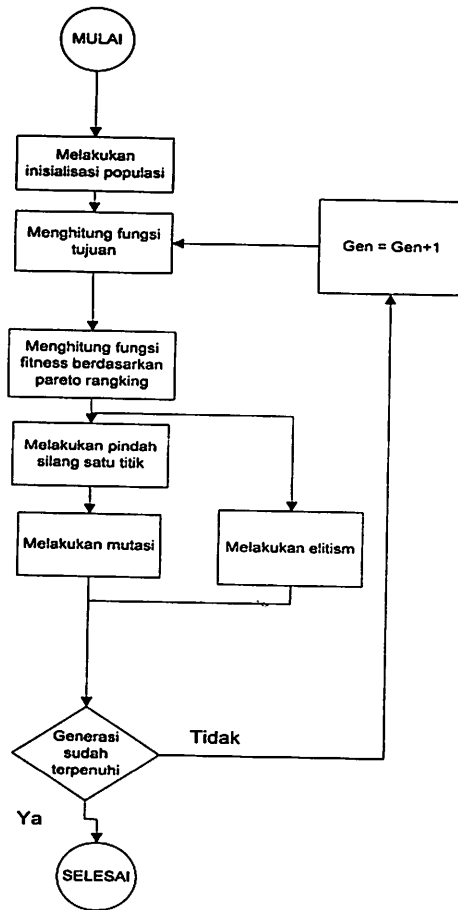 MULAI
Melakukan
inisialisasi populasi
Menghitung fungsi
tujuan
Gen = Gen+1
Menghitung fungsi
fitness berdasarkan
pareto rangking
Melakukan pindah
silang satu titik
Melakukan mutasi
Melakukan elitism
Generasi
sudah
terpenuhi
Tidak
Ya
SELESAI